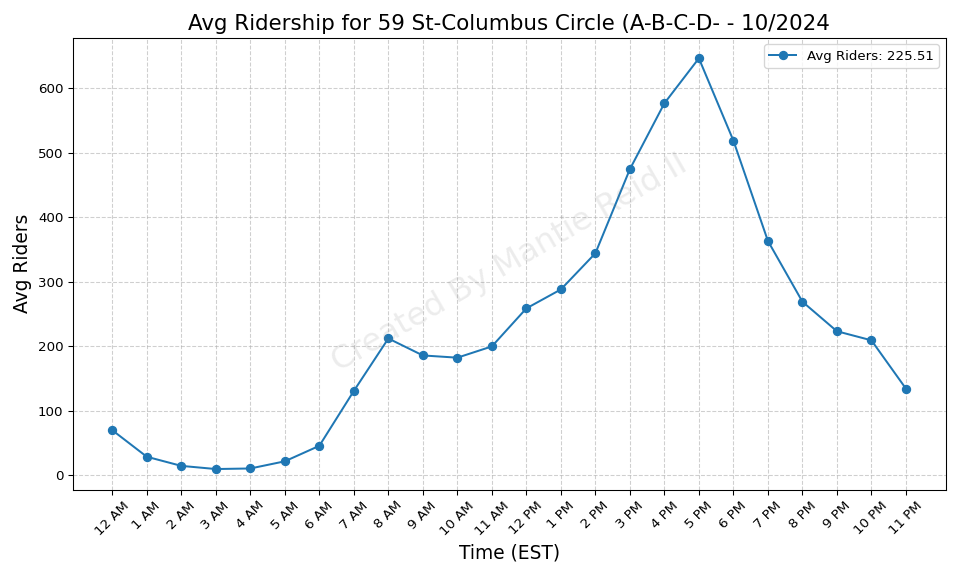 Avg Ridership for 59 St-Columbus Circle (A-B-C-D- - 10/2024
Avg Riders: 225.51
Avg Riders
600
500
400
300
200
100
0
Created By Mantie Reid II
12 AM 1 AM 2 AM 3 AM 4 AM 5 AM 6 AM 7 AM 8 AM 9 AM 10 AM 11 AM 12 PM 1 PM 2 PM 3 PM 4 PM 5 PM 6 PM 7 PM 8 PM 9 PM 10 PM 11 PM
Time (EST)